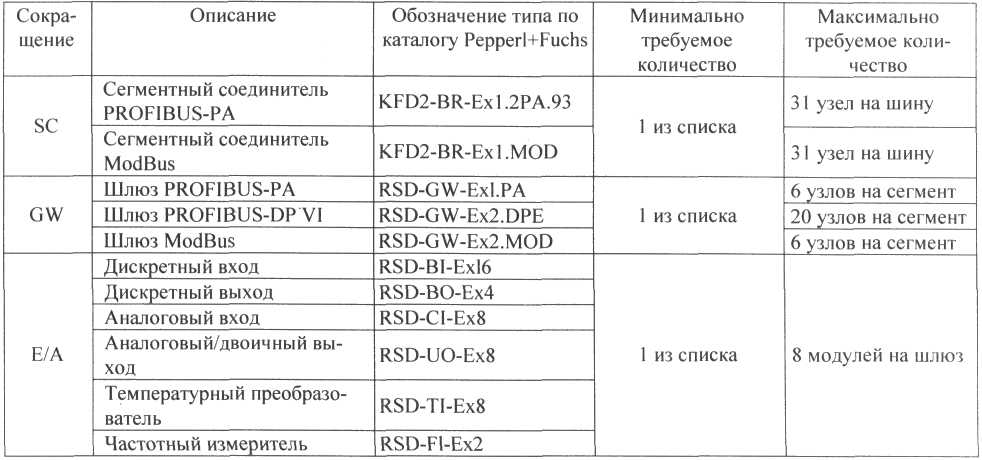 Сокра-
щение
Описание
Обозначение типа по
каталогу Pepperl+Fuchs
Минимально
требуемое
количество
Максимально
требуемое коли-
чество
SC
Сегментный соединитель
PROFIBUS-PA
KFD2-BR-Ex1.2PA.93
1 из списка
31 узел на шину
Сегментный соединитель
ModBus
KFD2-BR-Ex1.MOD
31 узел на шину
GW
Шлюз PROFIBUS-PA
RSD-GW-Exl.PA
1 из списка
6 узлов на сегмент
Шлюз PROFIBUS-DP VI
RSD-GW-Ex2.DPE
20 узлов на сегмент
Шлюз ModBus
RSD-GW-Ex2.MOD
6 узлов на сегмент
E/A
Дискретный вход
RSD-BI-Exl6
1 из списка
8 модулей на шлюз
Дискретный выход
RSD-BO-Ex4
Аналоговый вход
RSD-CI-Ex8
Аналоговый/двоичный вы-
ход
RSD-UO-Ex8
Температурный преобразо-
ватель
RSD-TI-Ex8
Частотный измеритель
RSD-FI-Ex2